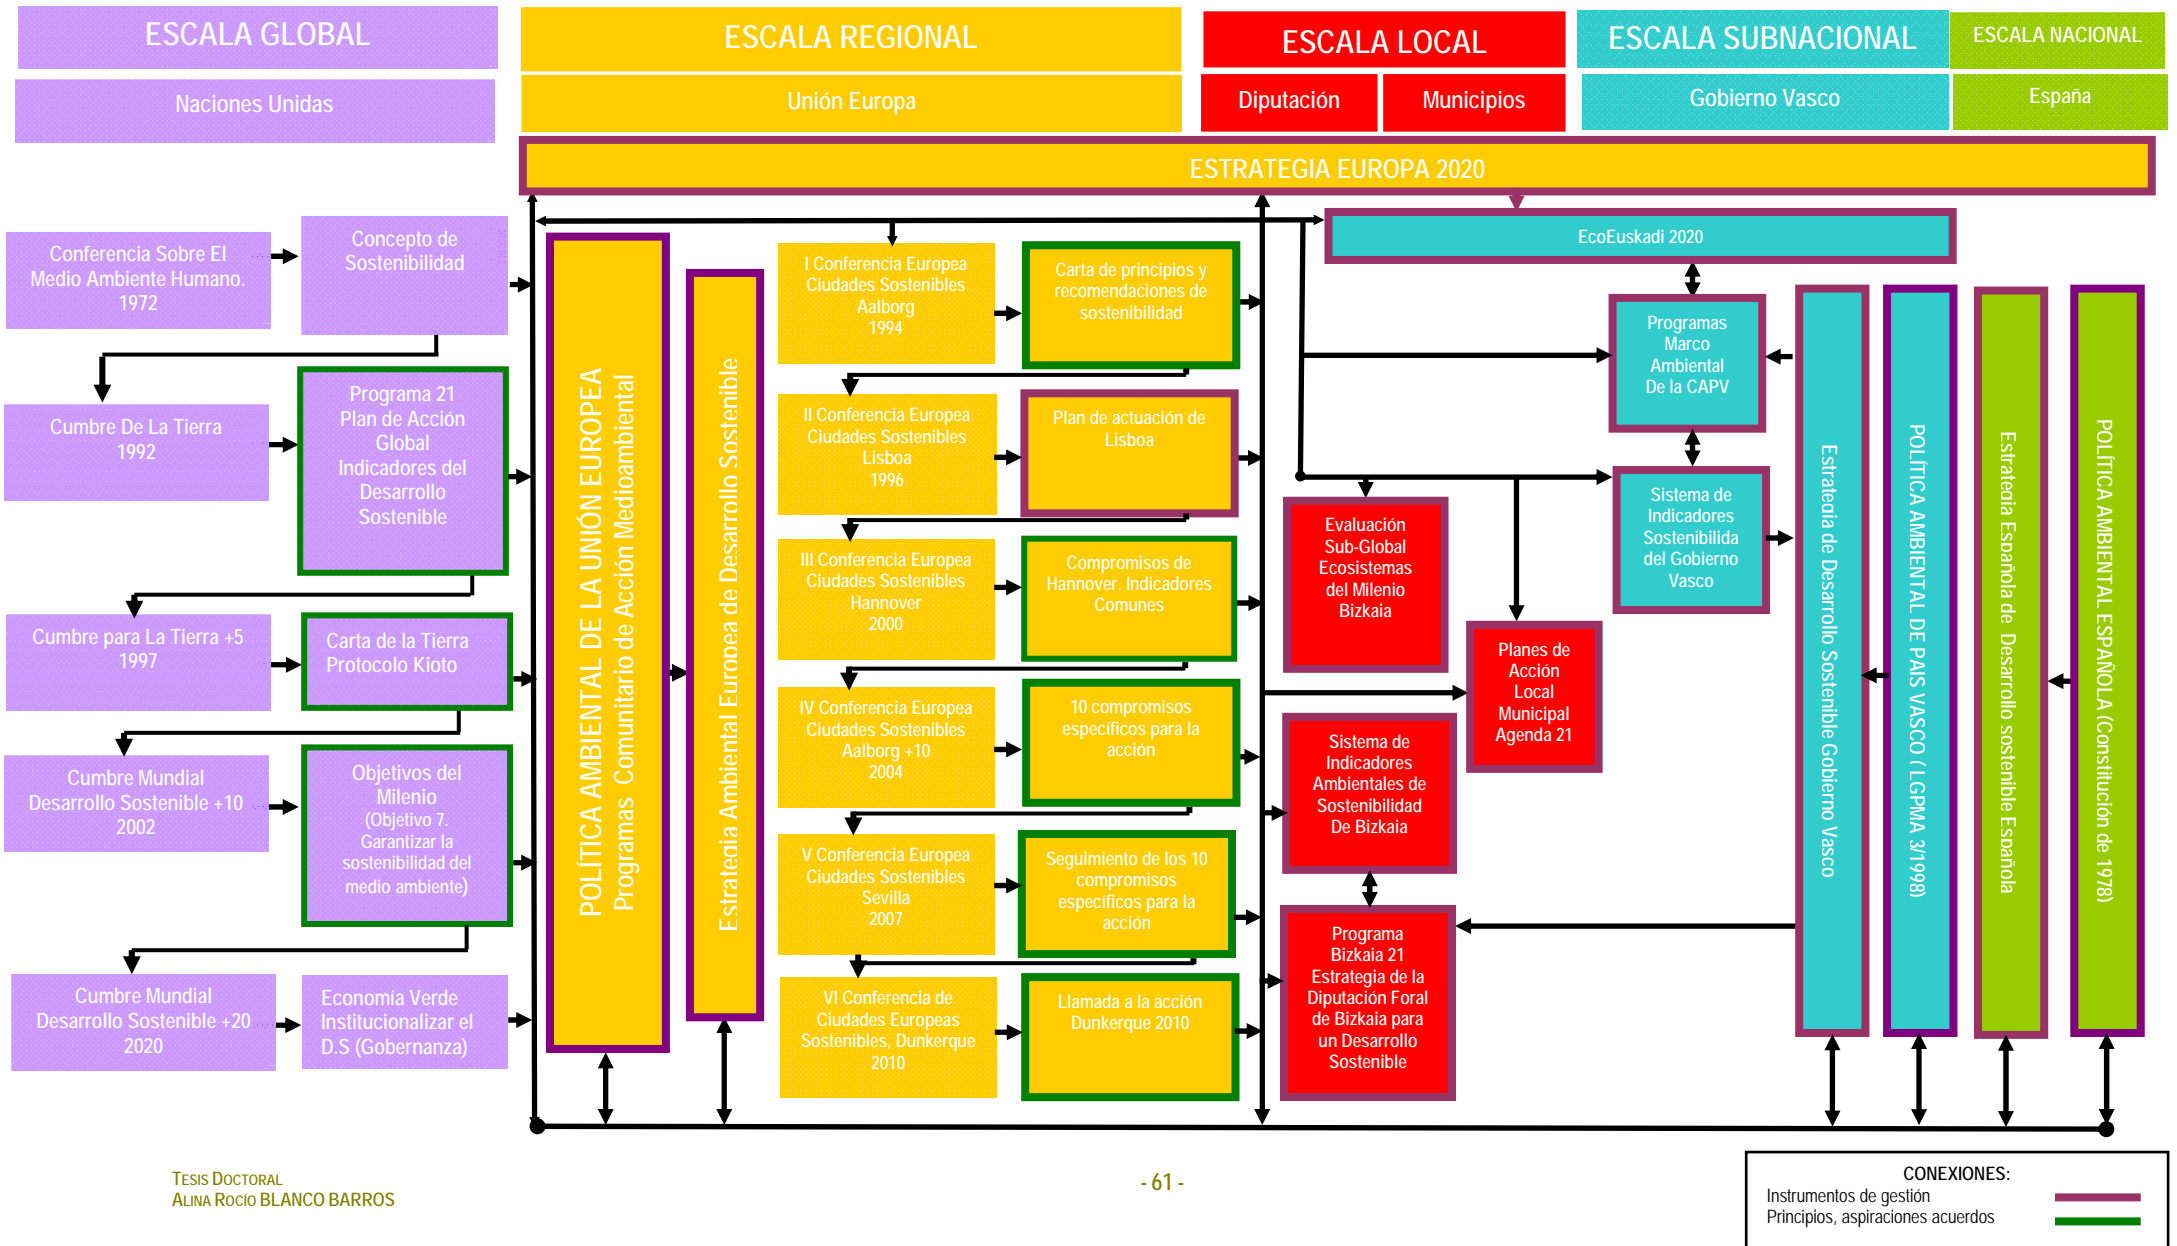 ESCALA GLOBAL
ESCALA REGIONAL
ESCALA LOCAL
ESCALA SUBNACIONAL
ESCALA NACIONAL
Naciones Unidas
Unión Europa
Diputación
Municipios
Gobierno Vasco
España
ESTRATEGIA EUROPA 2020
Conferencia Sobre El
Medio Ambiente Humano.
1972
Concepto de
Sostenibilidad
Cumbre De La Tierra
1992
Programa 21
Plan de Acción
Global
Indicadores del
Desarrollo
Sostenible
Cumbre para La Tierra +5
1997
Carta de la Tierra
Protocolo Kioto
Cumbre Mundial
Desarrollo Sostenible +10
2002
Objetivos del
Milenio
(Objetivo 7.
Garantizar la
sostenibilidad del
medio ambiente)
Cumbre Mundial
Desarrollo Sostenible +20
2020
Economía Verde
Institucionalizar el
D.S (Gobernanza)
POLÍTICA AMBIENTAL DE LA UNIÓN EUROPEA
Programas Comunitario de Acción Medioambiental
Estrategia Ambiental Europea de Desarrollo Sostenible
I Conferencia Europea
Ciudades Sostenibles
Aalborg
1994
Carta de principios y
recomendaciones de
sostenibilidad
II Conferencia Europea
Ciudades Sostenibles
Lisboa
1996
Plan de actuación de
Lisboa
III Conferencia Europea
Ciudades Sostenibles
Hannover
2000
Compromisos de
Hannover. Indicadores
Comunes
IV Conferencia Europea
Ciudades Sostenibles
Aalborg +10
2004
10 compromisos
específicos para la
acción
V Conferencia Europea
Ciudades Sostenibles
Sevilla
2007
Seguimiento de los 10
compromisos
específicos para la
acción
VI Conferencia de
Ciudades Europeas
Sostenibles, Dunkerque
2010
Llamada a la acción
Dunkerque 2010
EcoEuskadi 2020
Programas
Marco
Ambiental
De la CAPV
Sistema de
Indicadores
Sostenibilida
del Gobierno
Vasco
Evaluación
Sub-Global
Ecosistemas
del Milenio
Bizkaia
Planes de
Acción
Local
Municipal
Agenda 21
Sistema de
Indicadores
Ambientales de
Sostenibilidad
De Bizkaia
Programa
Bizkaia 21
Estrategia de la
Diputación Foral
de Bizkaia para
un Desarrollo
Sostenible
Estrategia de Desarrollo Sostenible Gobierno Vasco
POLÍTICA AMBIENTAL DE PAIS VASCO ( LGPMA 3/1998)
Estrategia Española de Desarrollo sostenible Española
POLÍTICA AMBIENTAL ESPAÑOLA (Constitución de 1978)
TESIS DOCTORAL
ALINA ROCÍO BLANCO BARROS
- 61 -
CONEXIONES:
Instrumentos de gestión
Principios, aspiraciones acuerdos